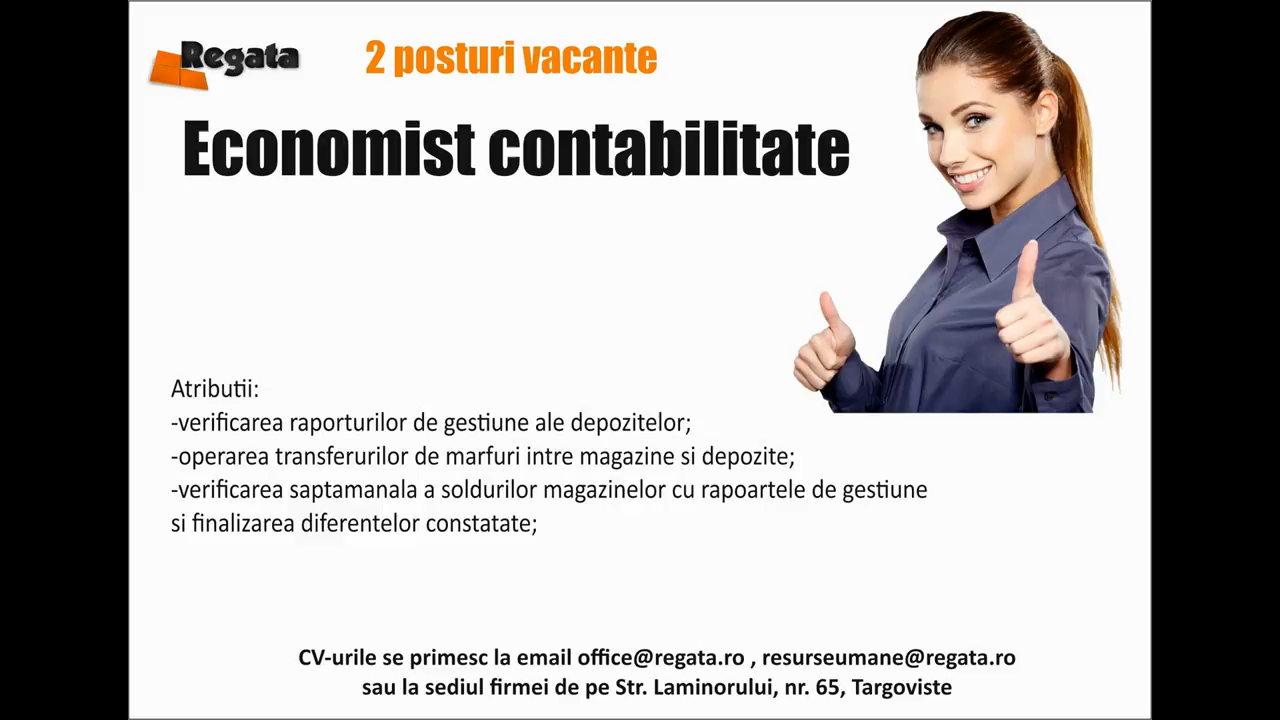 Regata
2 posturi vacante
Economist contabilitate
Atributii:
-verificarea raporturilor de gestiune ale depozitelor;
-operarea transferurilor de marfuri intre magazine si depozite;
-verificarea saptamanala a soldurilor magazinelor cu rapoartele de gestiune
si finalizarea diferentelor constatate;
CV-urile se primesc la email office@regata.ro , resurseumane@regata.ro
sau la sediul firmei de pe Str. Laminorului, nr. 65, Targoviste